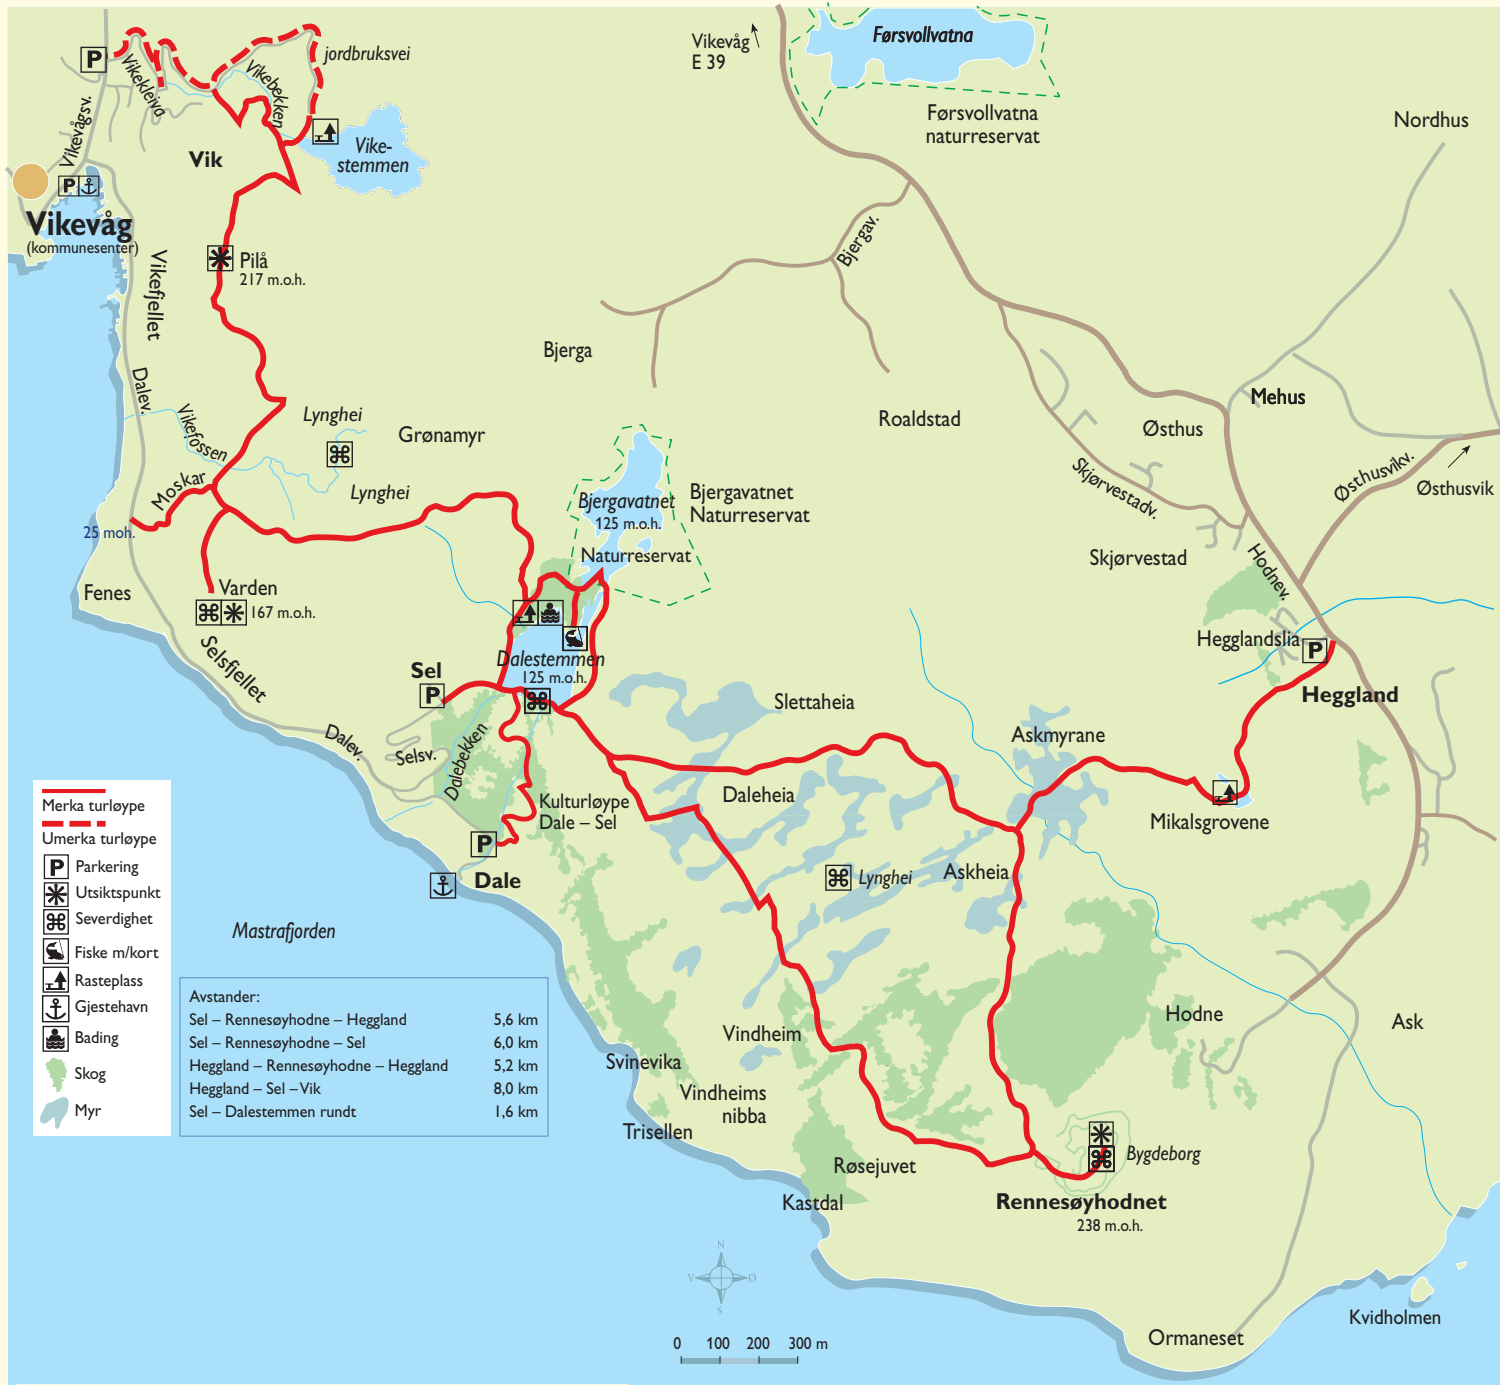 Vikevåg
E 39
Førsvollvatna
Førsvollvatna
naturreservat
Nordhus
P
Vikekleiva
Vikebekken
jordbruksvei
Vikevågsv.
Vik
Vike-
stemmen
P
Vikevåg
(kommunesenter)
Vikefjellet
Pilå
217 m.o.h.
Bjergav.
Bjerga
Dalev.
Vikefossen
Lynghei
Grønamyr
Lynghei
Moskar
25 moh.
Roaldstad
Mehus
Østhus
Skjørvestadv.
Østhusvikv.
Østhusvik
Bjergavatnet
125 m.o.h.
Bjergavatnet
Naturreservat
Naturreservat
Skjørvestad
Hodnev.
Fenes
Varden
167 m.o.h.
Selsfjellet
Hegglandslia
P
Heggland
Sel
P
Dalestemmen
125 m.o.h.
Slettaheia
Askmyrane
Dalev.
Selsv.
Dalebekken
Kulturløype
Dale – Sel
Daleheia
Mikalsgrovene
P
Dale
Lynghei
Askheia
Mastrafjorden
Merka turløype
Umerka turløype
P Parkering
Utsiktspunkt
Severdighet
Fiske m/kort
Rasteplass
Gjestehavn
Bading
Skog
Myr
Avstander:
Sel – Rennesøyhodne – Heggland 5,6 km
Sel – Rennesøyhodne – Sel 6,0 km
Heggland – Rennesøyhodne – Heggland 5,2 km
Heggland – Sel – Vik 8,0 km
Sel – Dalestemmen rundt 1,6 km
Vindheim
Hodne
Ask
Svinevika
Vindheims
nibba
Trisellen
Røsejuvet
Kastdal
Bygdeborg
Rennesøyhodnet
238 m.o.h.
N
V
Ø
S
0 100 200 300 m
Kvidholmen
Ormaneset